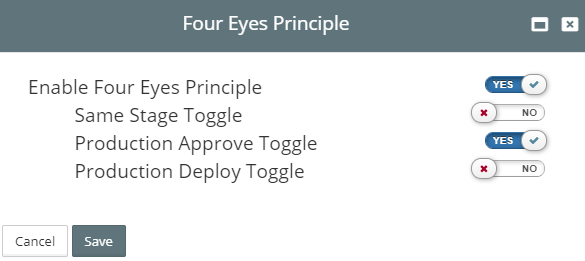 Four Eyes Principle
Enable Four Eyes Principle YES
Same Stage Toggle NO
Production Approve Toggle YES
Production Deploy Toggle NO
Cancel Save